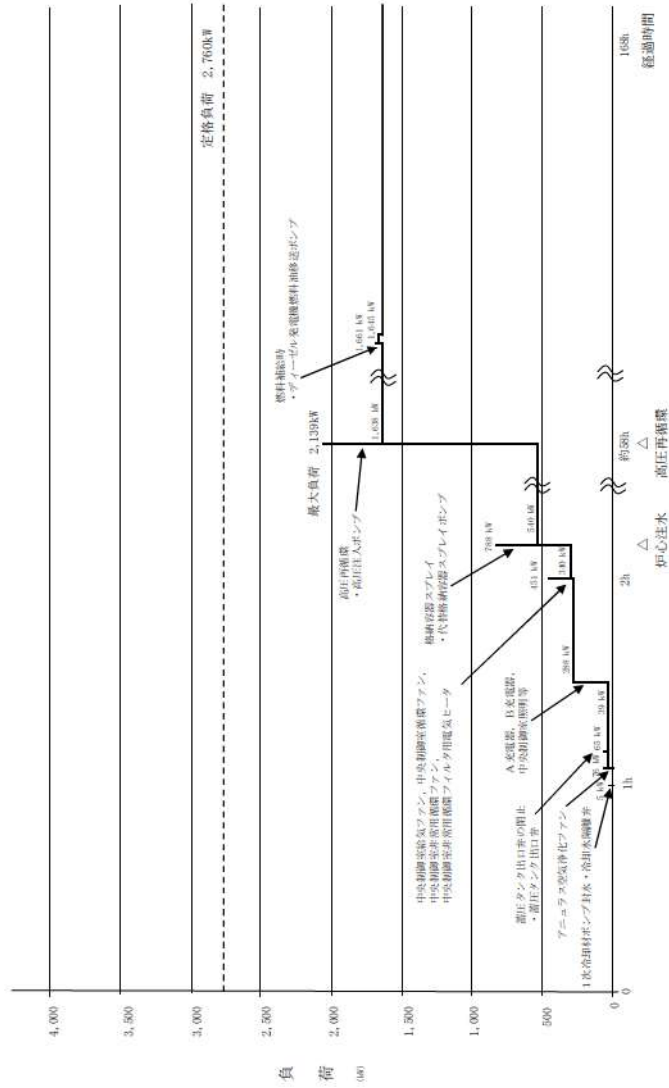 4,000
3,500
3,000
2,500
2,000
1,500
1,000
500
0
負 荷
(kW)
定格負荷 2,760kW
最大負荷 2,139kW
高圧再循環
・高圧注入ポンプ
燃料補給時
・ディーゼル発電機燃料油移送ポンプ
1,638 kW
1,661 kW
1,645 kW
格納容器スプレイ
・代替格納容器スプレイポンプ
788 kW
540 kW
中央制御室給気ファン, 中央制御室循環ファン,
中央制御室非常用循環ファン,
中央制御室非常用循環フィルタ用電気ヒータ
451 kW
A充電器, B充電器,
中央制御室照明等
288 kW
39 kW
蓄圧タンク出口弁の閉止
・蓄圧タンク出口弁
65 kW
アニュラス空気浄化ファン
76 kW
1次冷却材ポンプ封水・冷却水隔離弁
5 kW
0
1h
2h
約58h
168h
△
炉心注水
△
高圧再循環
経過時間